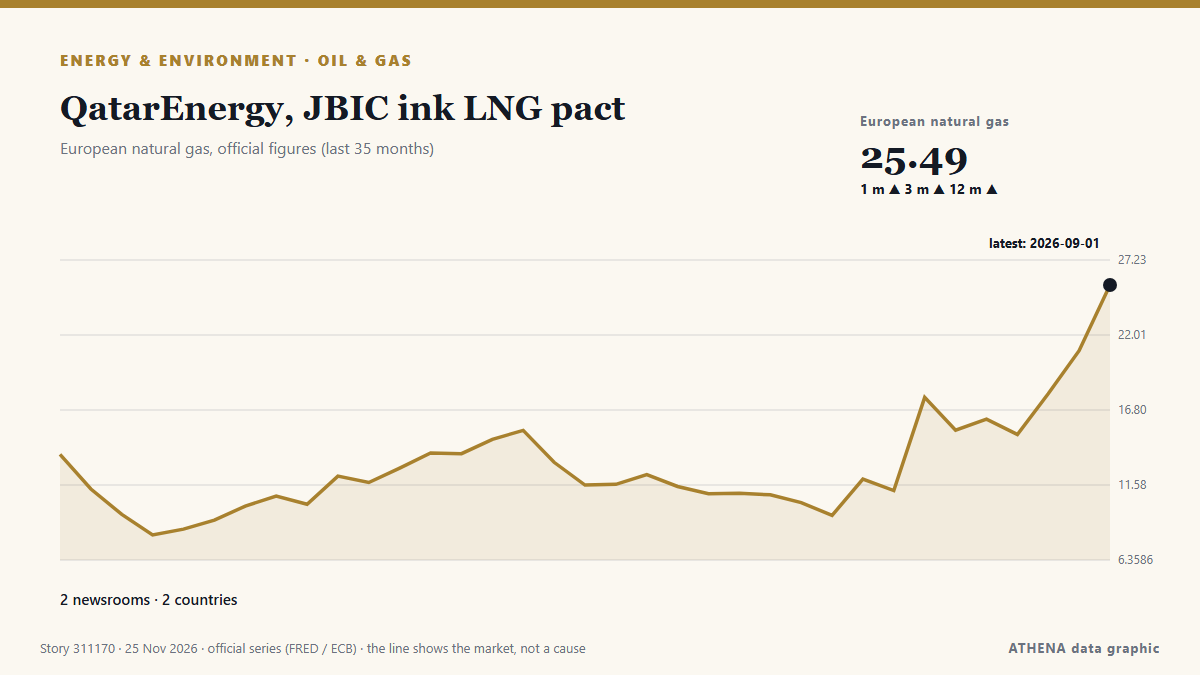 ENERGY & ENVIRONMENT · OIL & GAS
QatarEnergy, JBIC ink LNG pact
European natural gas, official figures (last 35 months)
European natural gas
25.49
1 m ▲ 3 m ▲ 12 m ▲
latest: 2026-09-01
27.23
22.01
16.80
11.58
6.3586
2 newsrooms · 2 countries
Story 311170 · 25 Nov 2026 · official series (FRED / ECB) · the line shows the market, not a cause
ATHENA data graphic